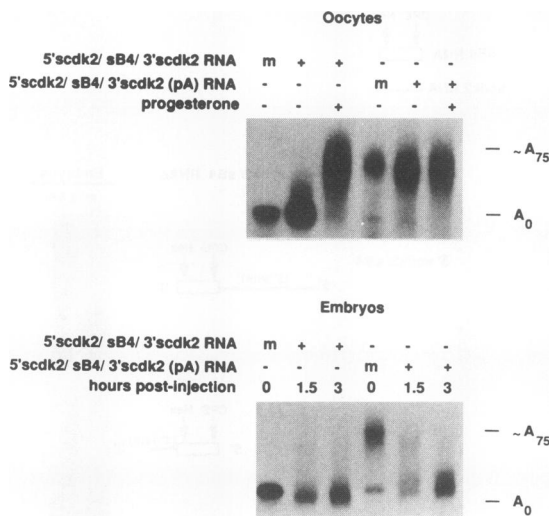 Oocytes
5'scdk2/ sB4/ 3'scdk2 RNA m + + - - -
5'scdk2/ sB4/ 3'scdk2 (pA) RNA - - - m + +
progesterone - - + - - +
— ~ A75
— A0
Embryos
5'scdk2/ sB4/ 3'scdk2 RNA m + + - - -
5'scdk2/ sB4/ 3'scdk2 (pA) RNA - - - m + +
hours post-injection 0 1.5 3 0 1.5 3
— ~ A75
— A0